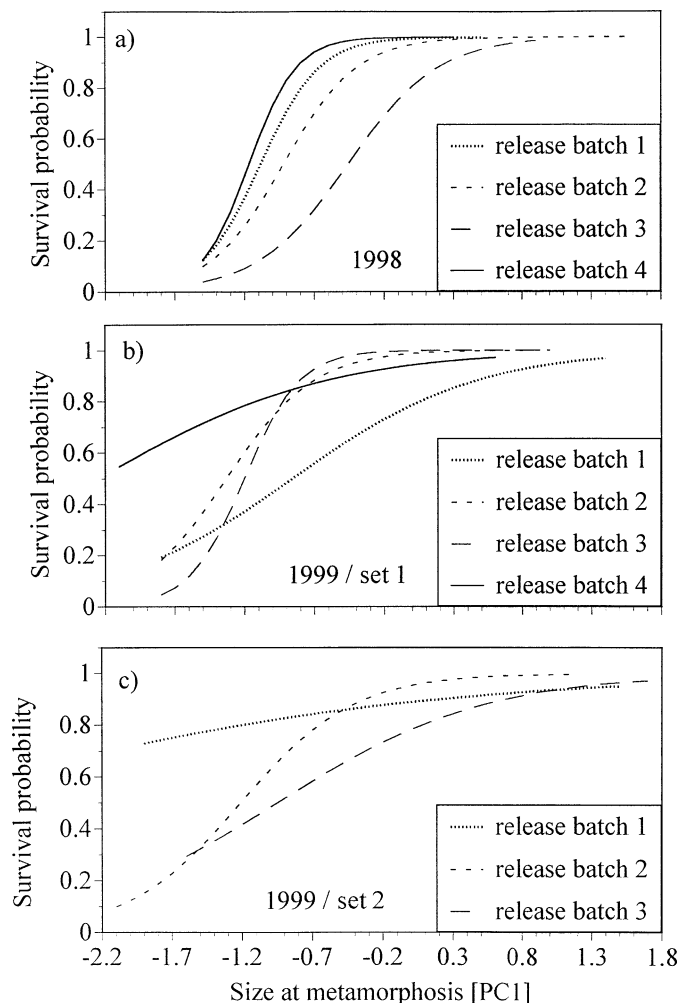 a)
Survival probability
1
0.8
0.6
0.4
0.2
0
1998
release batch 1
release batch 2
release batch 3
release batch 4
b)
Survival probability
1
0.8
0.6
0.4
0.2
0
1999 / set 1
release batch 1
release batch 2
release batch 3
release batch 4
c)
Survival probability
1
0.8
0.6
0.4
0.2
0
1999 / set 2
release batch 1
release batch 2
release batch 3
-2.2 -1.7 -1.2 -0.7 -0.2 0.3 0.8 1.3 1.8
Size at metamorphosis [PC1]